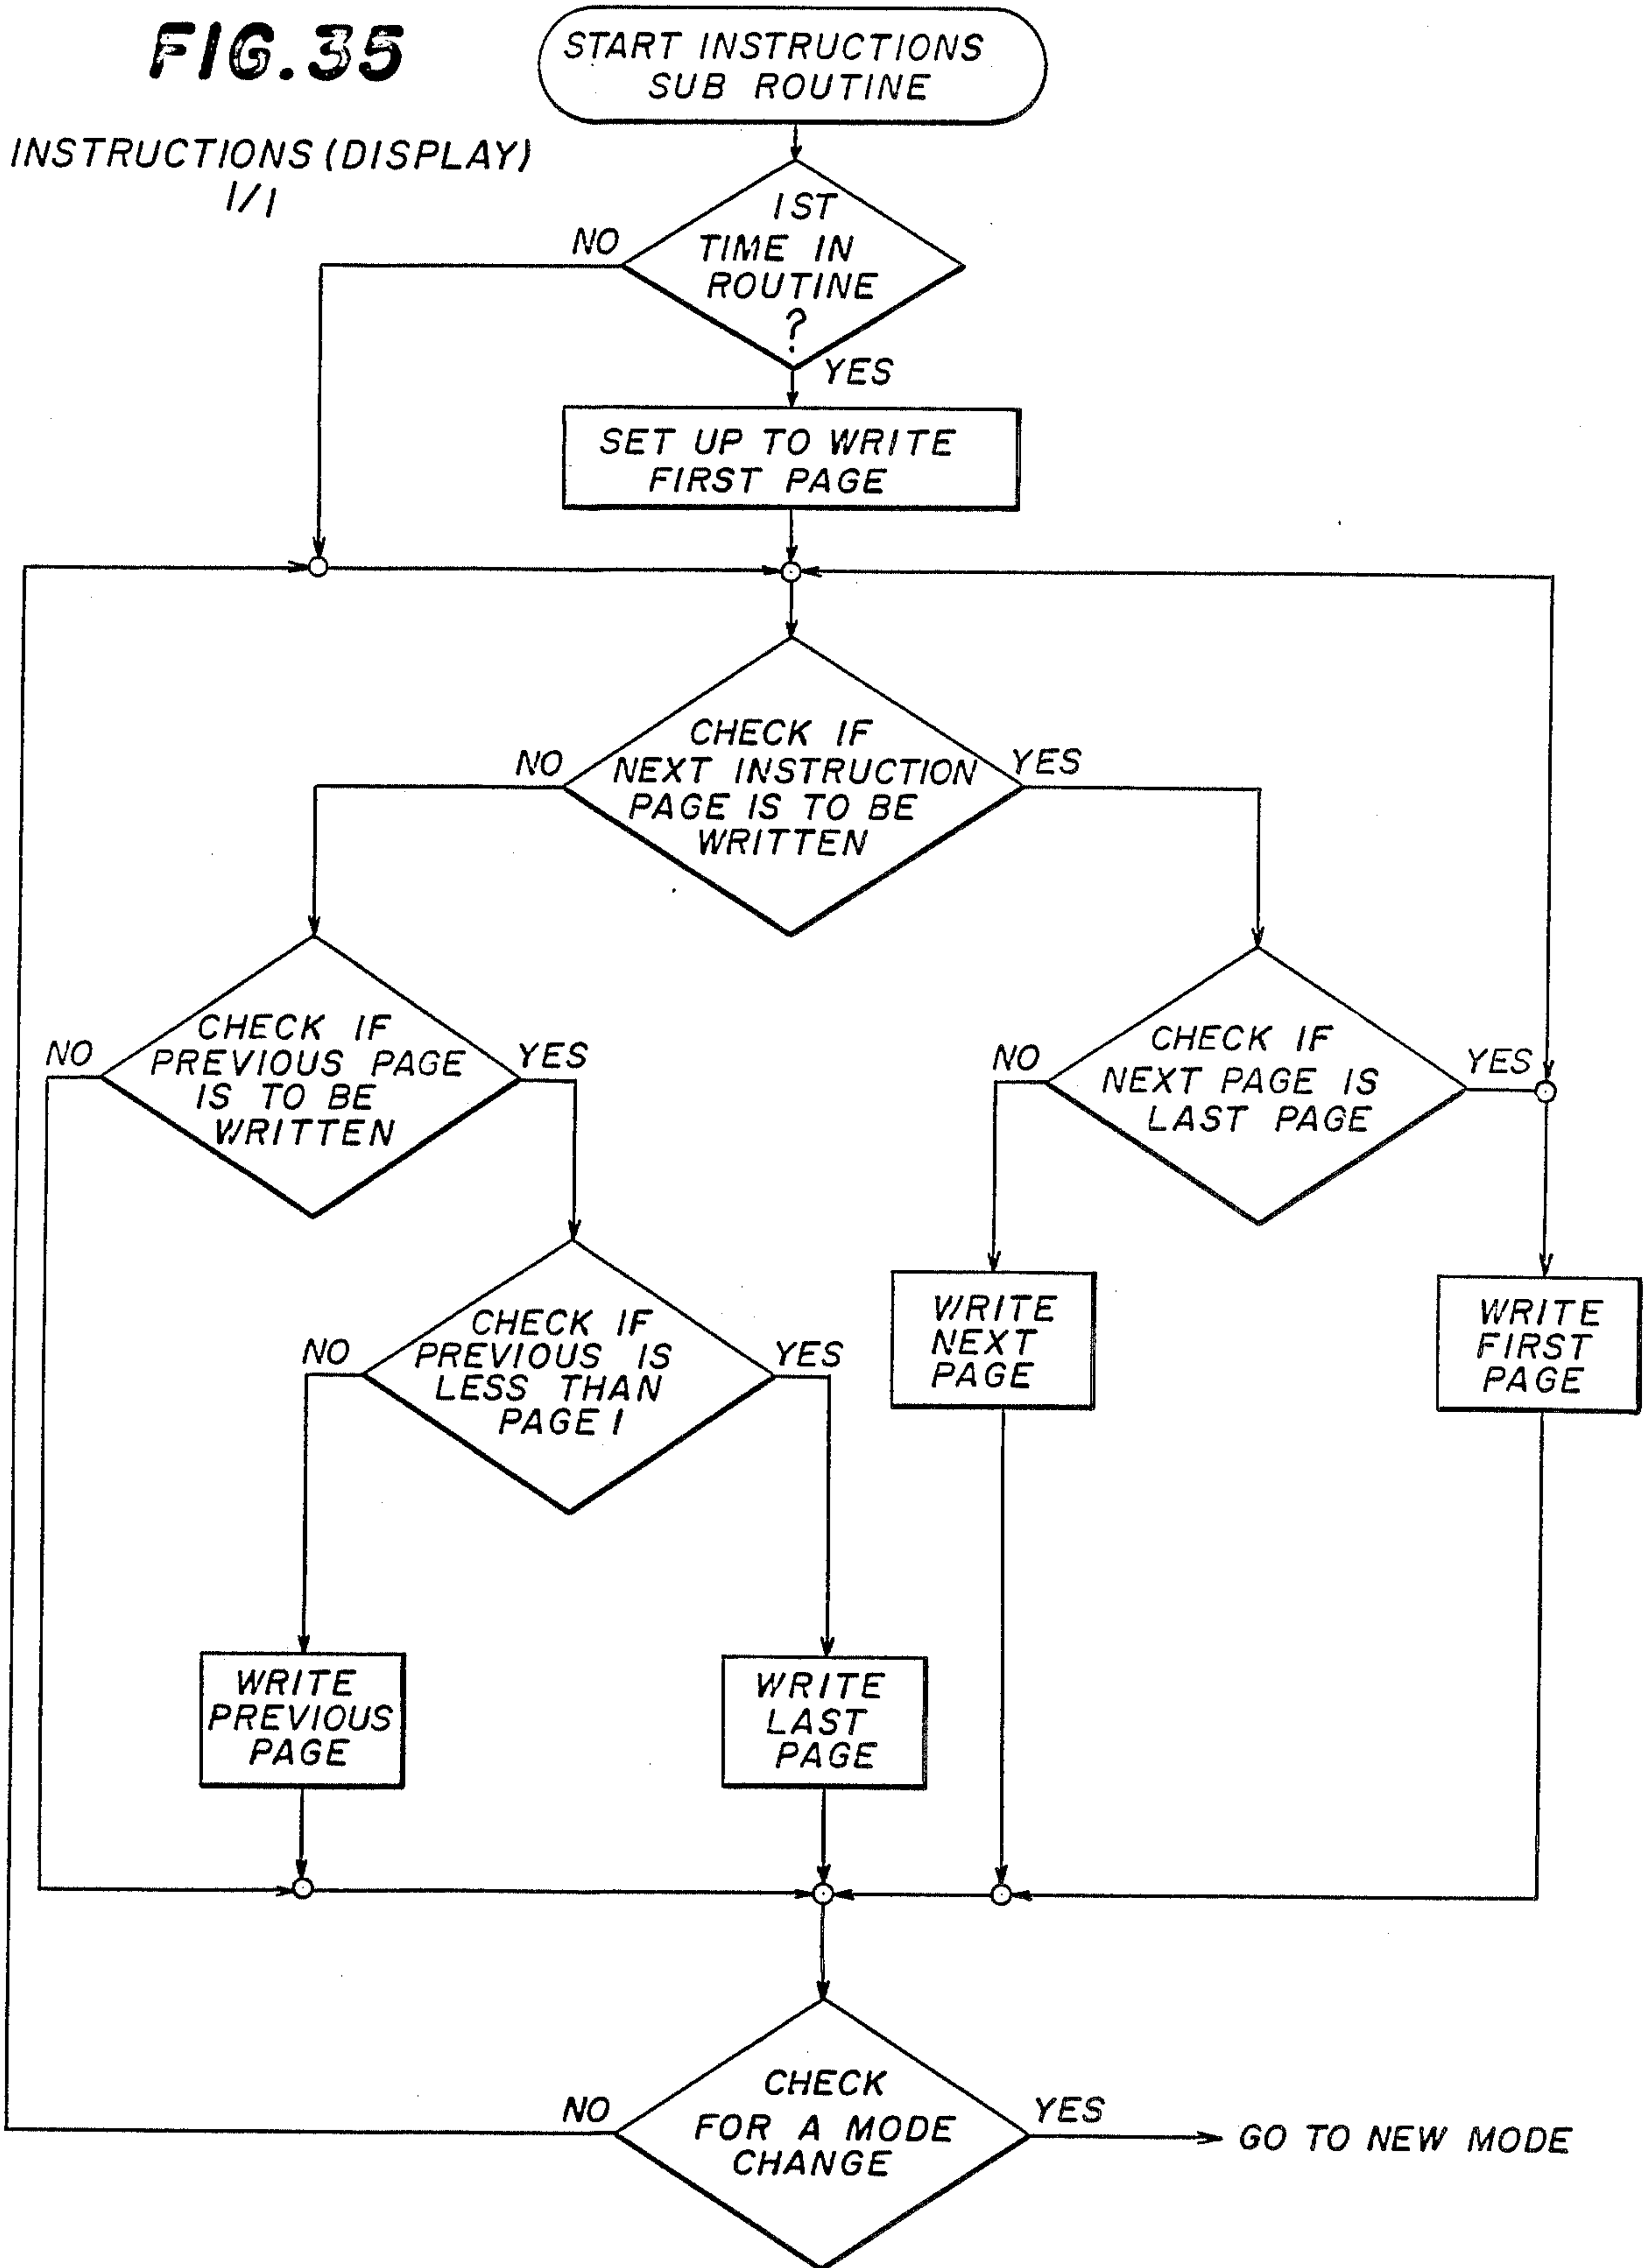 FIG.35
INSTRUCTIONS (DISPLAY)
1/1
START INSTRUCTIONS
SUB ROUTINE
1ST
TIME IN
ROUTINE
?
NO
YES
SET UP TO WRITE
FIRST PAGE
CHECK IF
NEXT INSTRUCTION
PAGE IS TO BE
WRITTEN
NO
YES
CHECK IF
PREVIOUS PAGE
IS TO BE
WRITTEN
NO
YES
CHECK IF
NEXT PAGE IS
LAST PAGE
NO
YES
CHECK IF
PREVIOUS IS
LESS THAN
PAGE 1
NO
YES
WRITE
NEXT
PAGE
WRITE
FIRST
PAGE
WRITE
PREVIOUS
PAGE
WRITE
LAST
PAGE
CHECK
FOR A MODE
CHANGE
NO
YES
GO TO NEW MODE